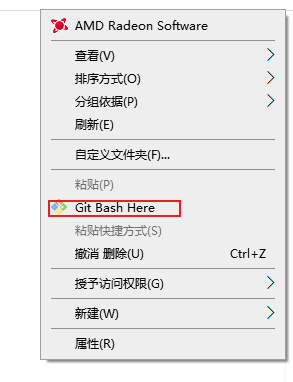 AMD Radeon Software
查看(V)
排序方式(O)
分组依据(P)
刷新(E)
自定义文件夹(F)...
粘贴(P)
Git Bash Here
粘贴快捷方式(S)
撤消 删除(U) Ctrl+Z
授予访问权限(G)
新建(W)
属性(R)